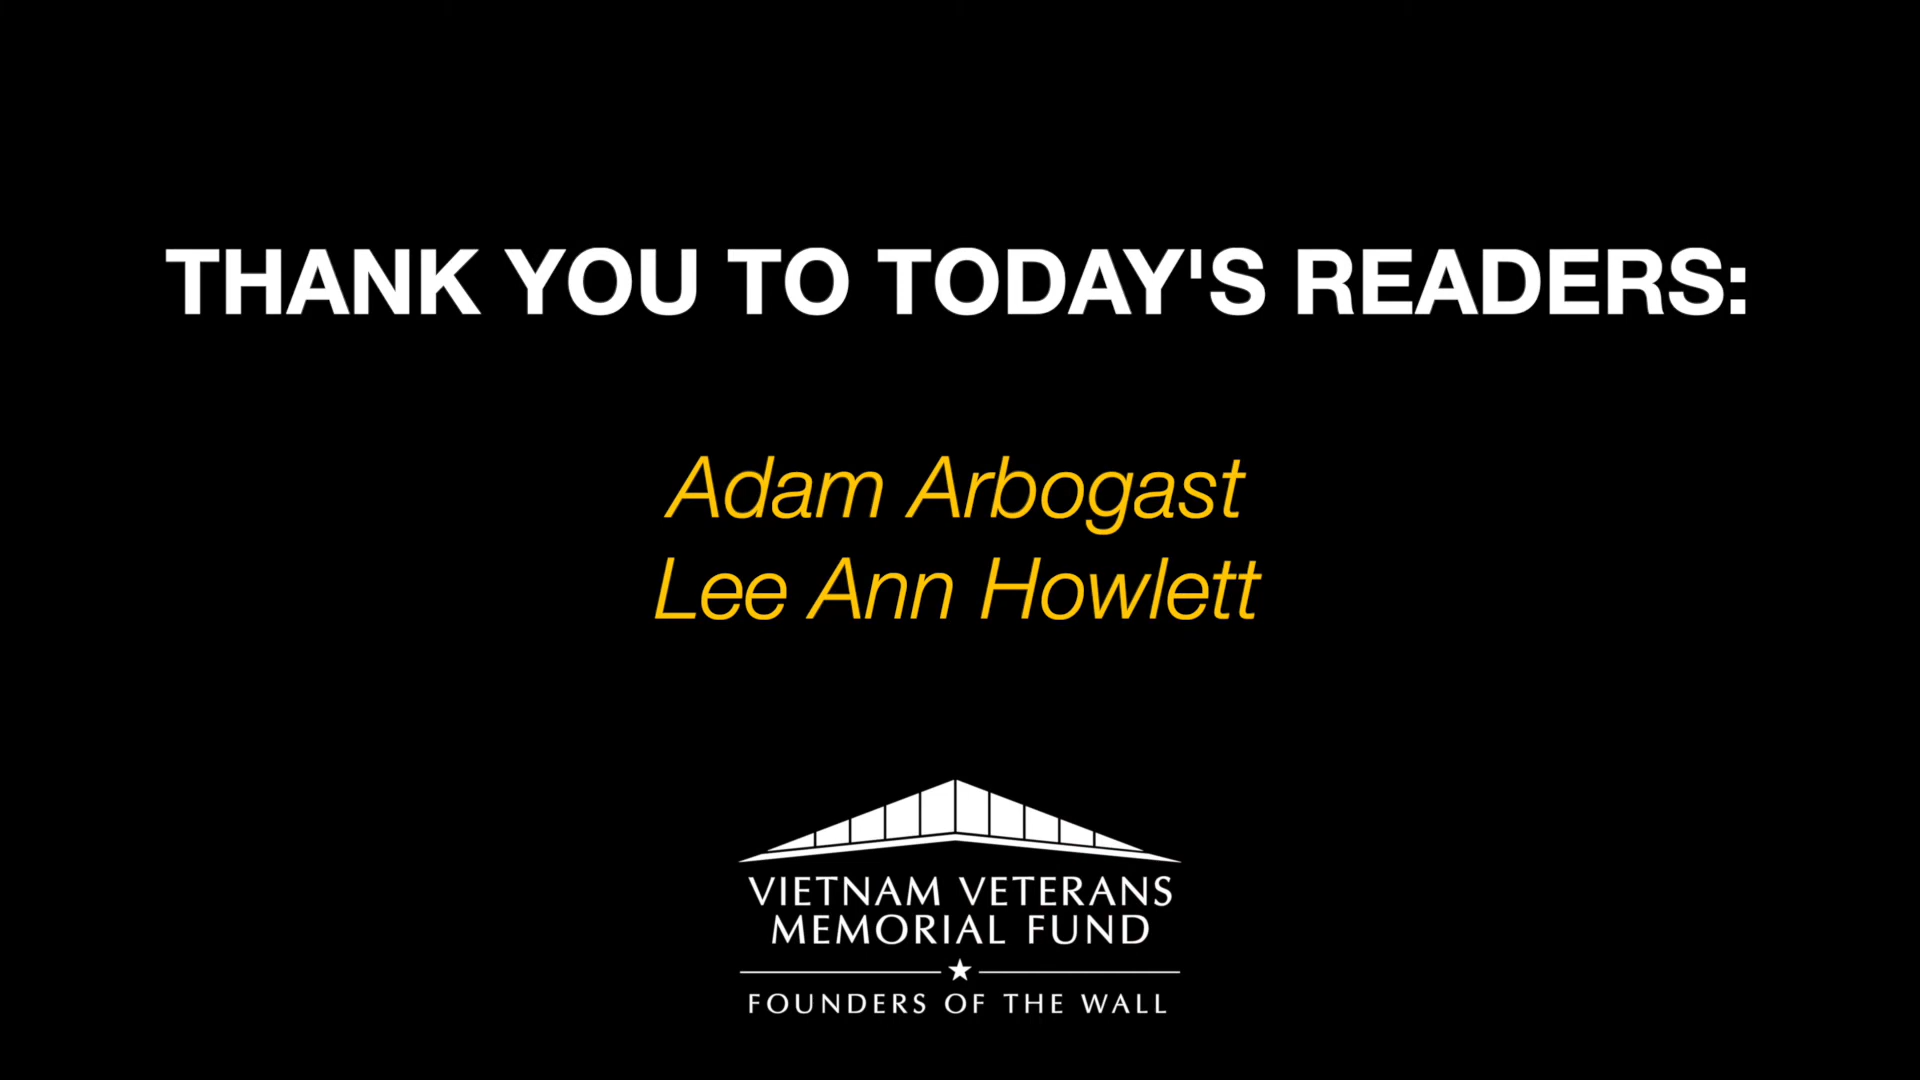 THANK YOU TO TODAY'S READERS:
Adam Arbogast
Lee Ann Howlett
VIETNAM VETERANS
MEMORIAL FUND
FOUNDERS OF THE WALL